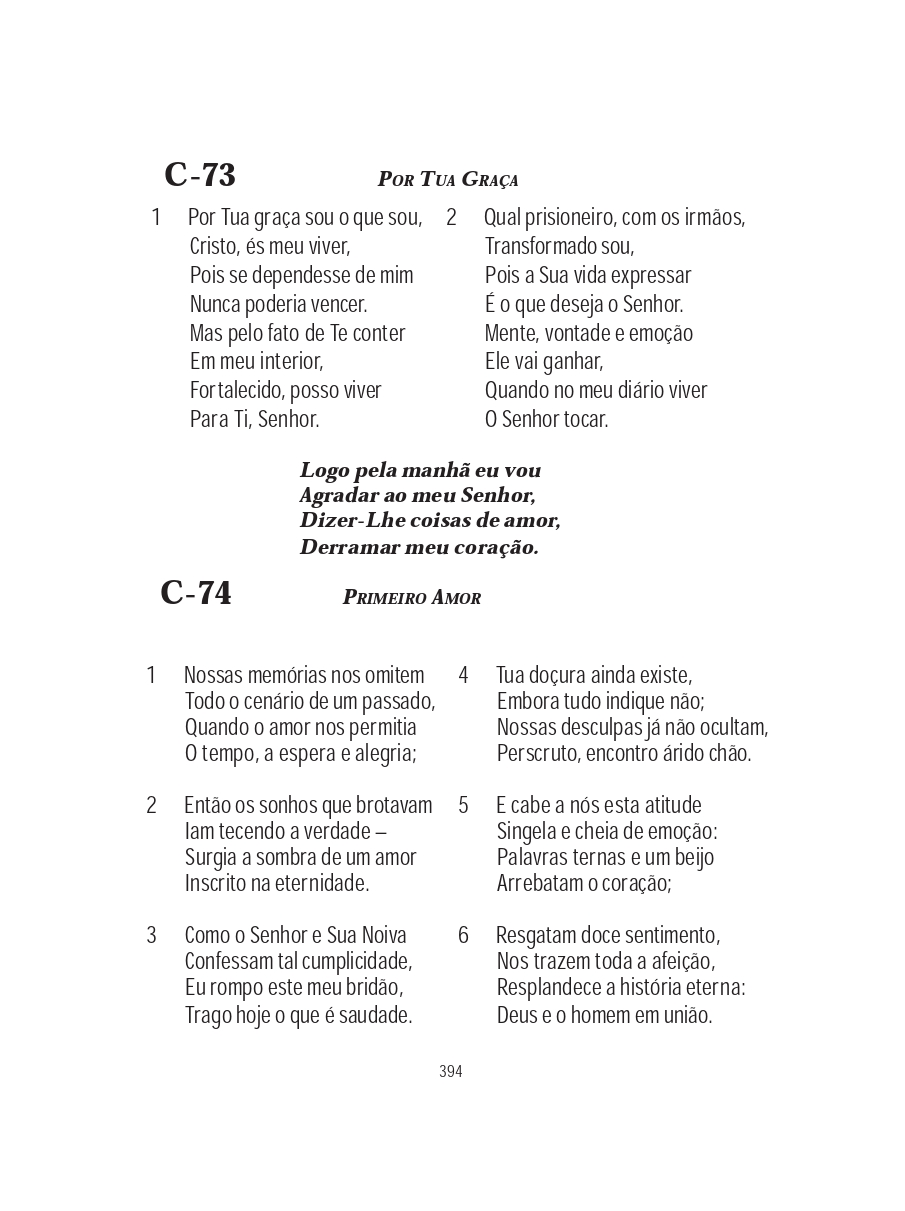 C-73 Por Tua Graça
1 Por Tua graça sou o que sou,
Cristo, és meu viver,
Pois se dependesse de mim
Nunca poderia vencer.
Mas pelo fato de Te conter
Em meu interior,
Fortalecido, posso viver
Para Ti, Senhor.
2 Qual prisioneiro, com os irmãos,
Transformado sou,
Pois a Sua vida expressar
É o que deseja o Senhor.
Mente, vontade e emoção
Ele vai ganhar,
Quando no meu diário viver
O Senhor tocar.
Logo pela manhã eu vou
Agradar ao meu Senhor,
Dizer-Lhe coisas de amor,
Derramar meu coração.
C-74 Primeiro Amor
1 Nossas memórias nos omitem
Todo o cenário de um passado,
Quando o amor nos permitia
O tempo, a espera e alegria;
2 Então os sonhos que brotavam
Iam tecendo a verdade –
Surgia a sombra de um amor
Inscrito na eternidade.
3 Como o Senhor e Sua Noiva
Confessam tal cumplicidade,
Eu rompo este meu bridão,
Trago hoje o que é saudade.
4 Tua doçura ainda existe,
Embora tudo indique não;
Nossas desculpas já não ocultam,
Perscruto, encontro árido chão.
5 E cabe a nós esta atitude
Singela e cheia de emoção:
Palavras ternas e um beijo
Arrebatam o coração;
6 Resgatam doce sentimento,
Nos trazem toda a afeição,
Resplandece a história eterna:
Deus e o homem em união.
394